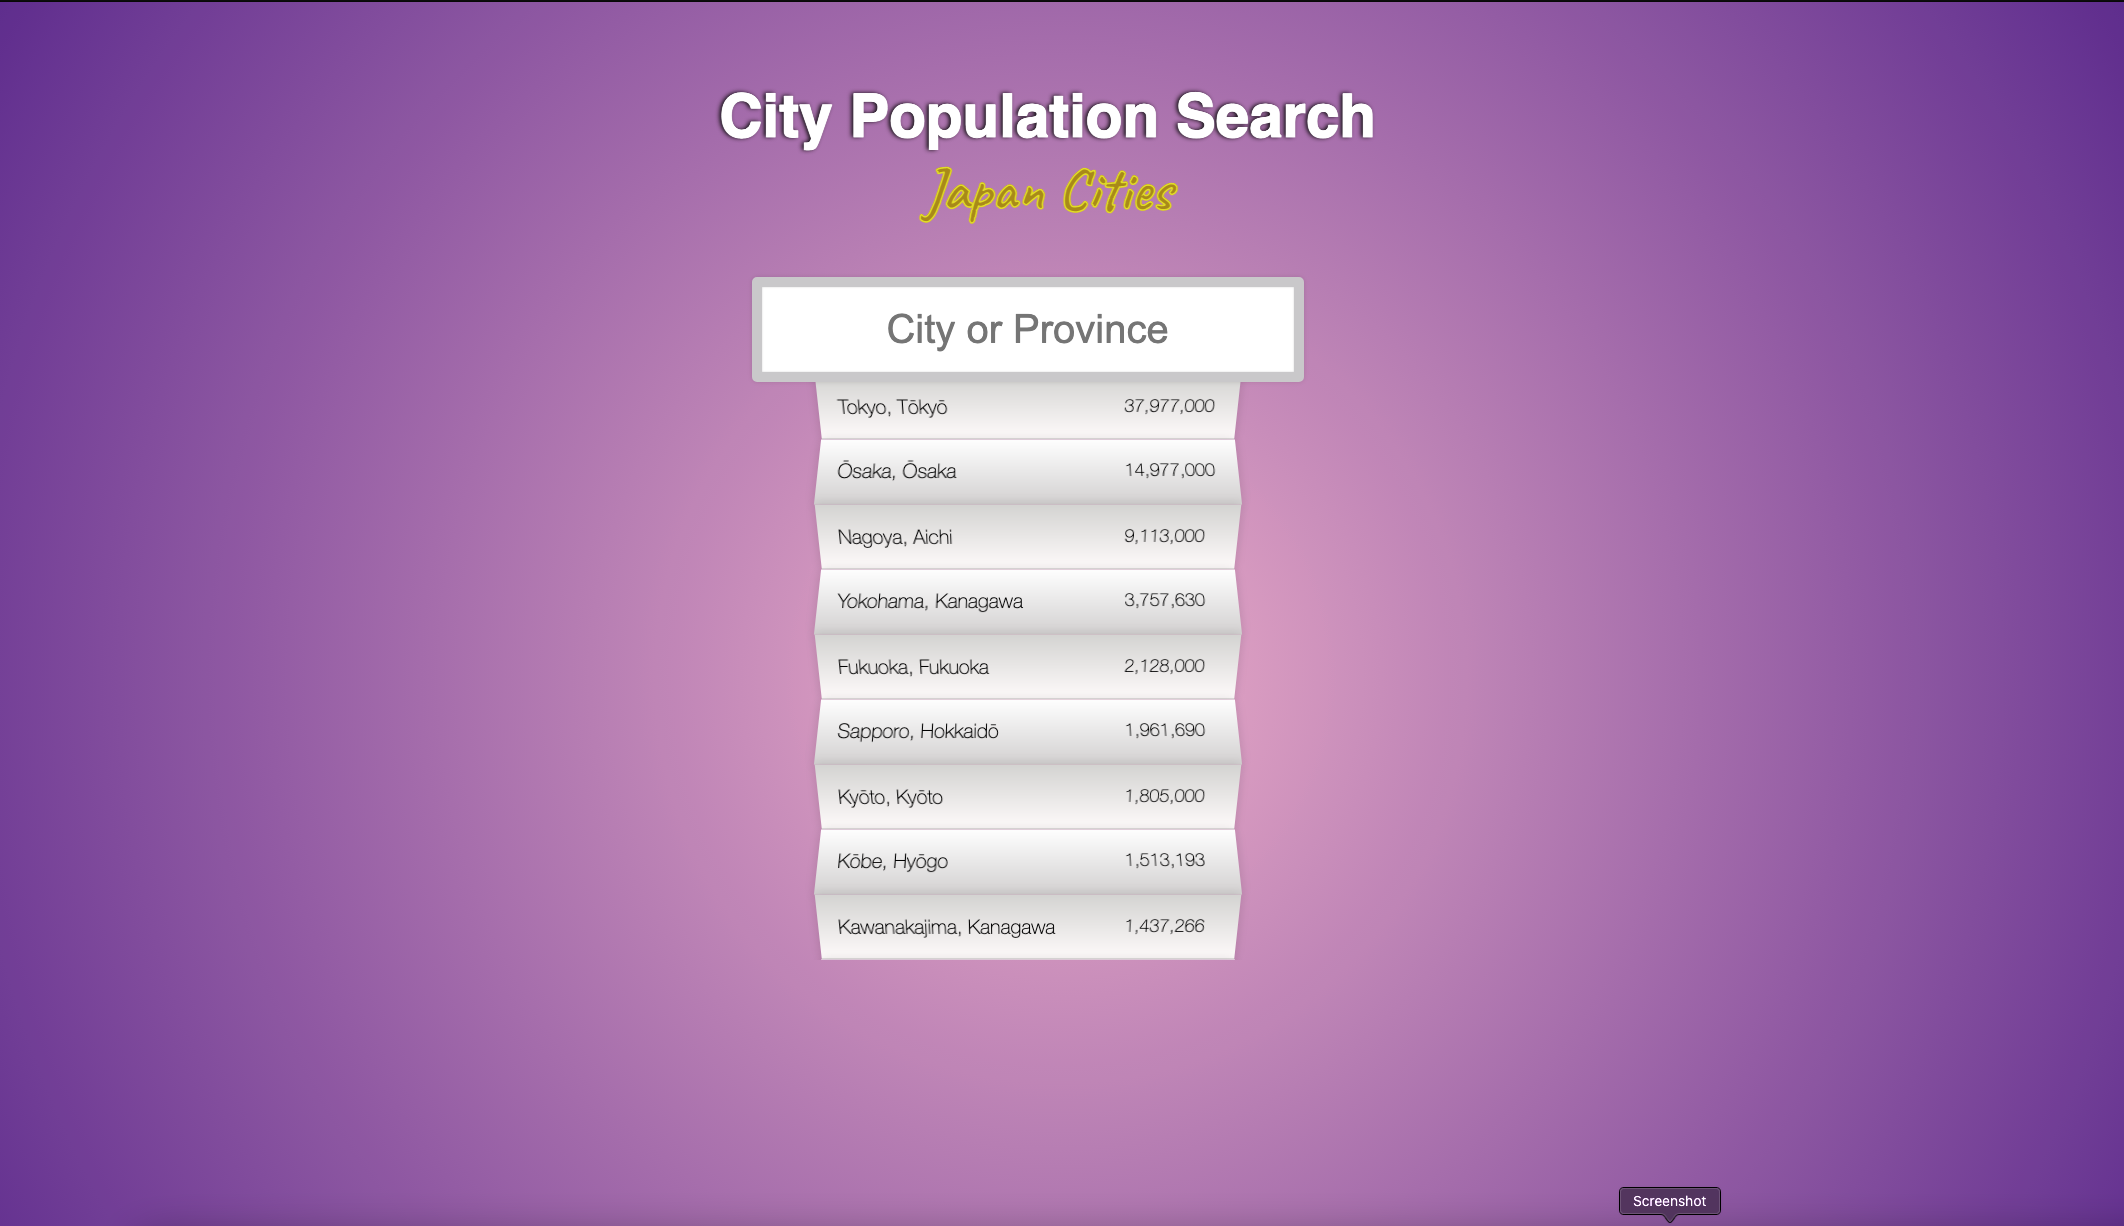 City Population Search
Japan Cities
City or Province
Tokyo, Tōkyō 37,977,000
Ōsaka, Ōsaka 14,977,000
Nagoya, Aichi 9,113,000
Yokohama, Kanagawa 3,757,630
Fukuoka, Fukuoka 2,128,000
Sapporo, Hokkaidō 1,961,690
Kyōto, Kyōto 1,805,000
Kōbe, Hyōgo 1,513,193
Kawanakajima, Kanagawa 1,437,266
Screenshot